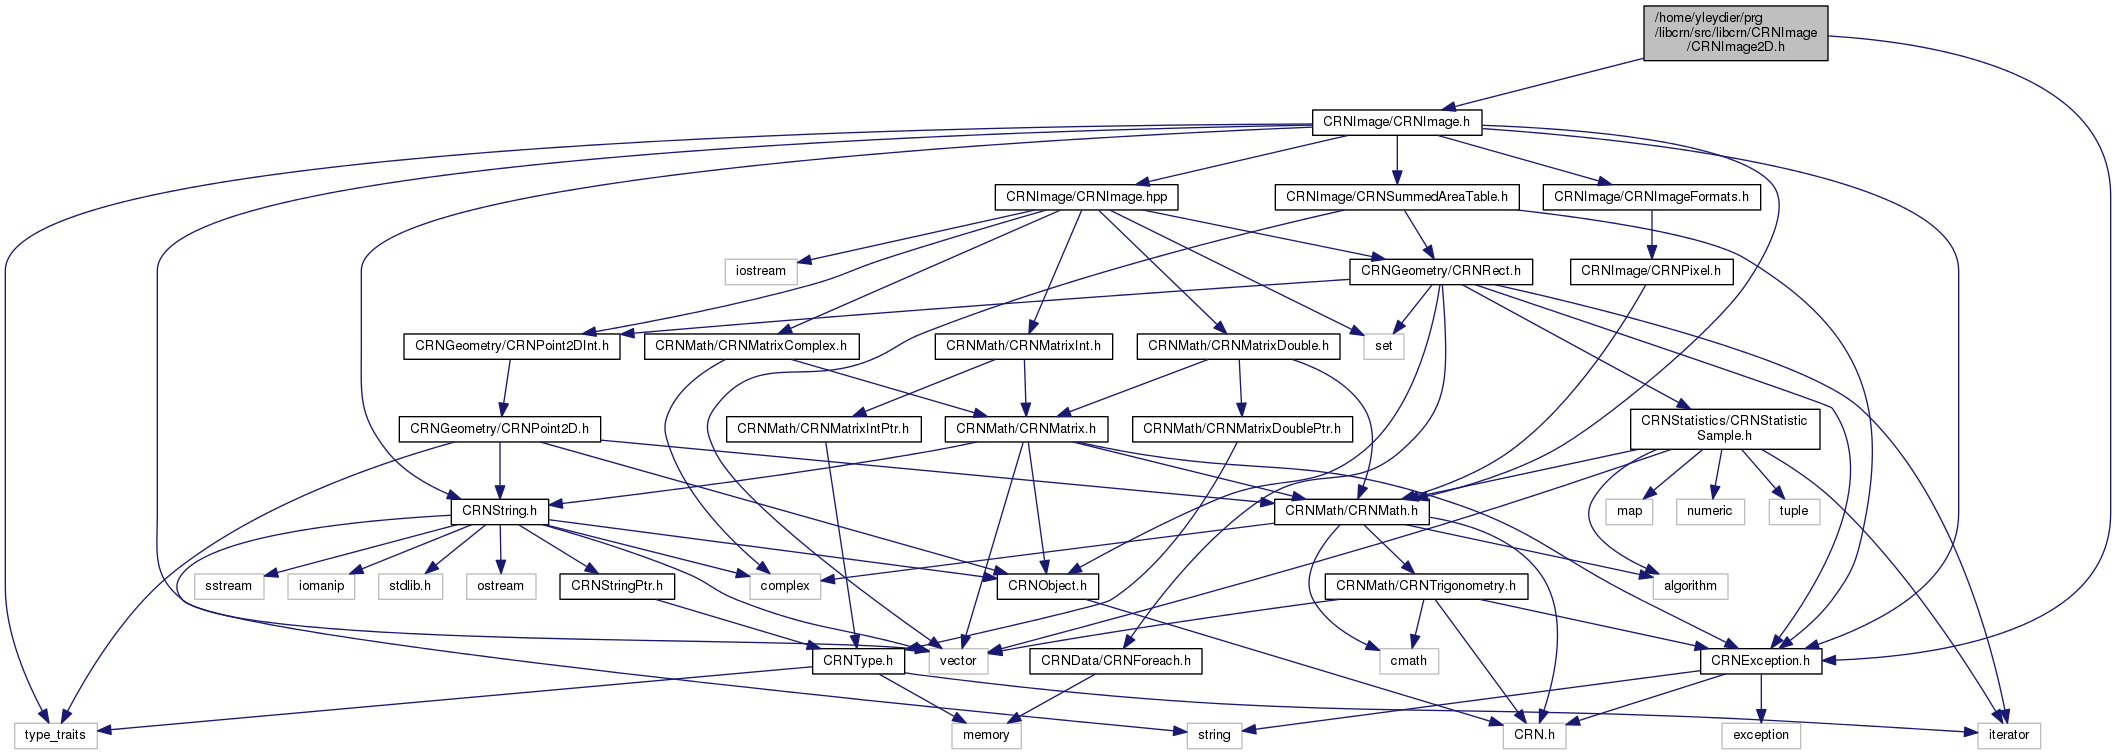 /home/yleydier/prg
/libcrn/src/libcrn/CRNImage
/CRNImage2D.h
CRNImage/CRNImage.h
CRNImage/CRNImage.hpp
CRNImage/CRNSummedAreaTable.h
CRNImage/CRNImageFormats.h
iostream
CRNGeometry/CRNRect.h
CRNImage/CRNPixel.h
CRNGeometry/CRNPoint2DInt.h
CRNMath/CRNMatrixComplex.h
CRNMath/CRNMatrixInt.h
CRNMath/CRNMatrixDouble.h
set
CRNGeometry/CRNPoint2D.h
CRNMath/CRNMatrixIntPtr.h
CRNMath/CRNMatrix.h
CRNMath/CRNMatrixDoublePtr.h
CRNStatistics/CRNStatistic
Sample.h
CRNString.h
CRNMath/CRNMath.h
map
numeric
tuple
sstream
iomanip
stdlib.h
ostream
CRNStringPtr.h
complex
CRNObject.h
CRNMath/CRNTrigonometry.h
algorithm
CRNType.h
vector
CRNData/CRNForeach.h
cmath
CRNException.h
type_traits
memory
string
CRN.h
exception
iterator